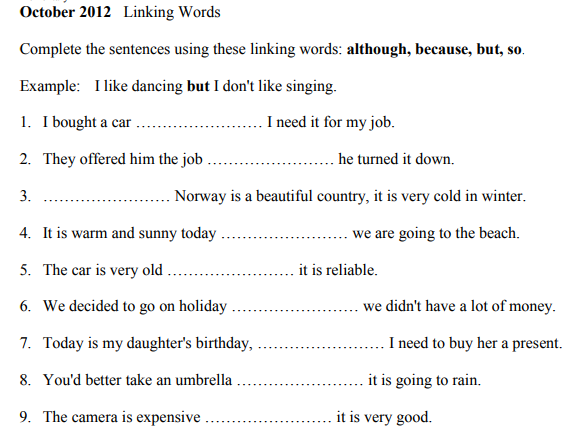 October 2012 Linking Words
Complete the sentences using these linking words: although, because, but, so.
Example: I like dancing but I don't like singing.
1. I bought a car ........................ I need it for my job.
2. They offered him the job ........................ he turned it down.
3. ........................ Norway is a beautiful country, it is very cold in winter.
4. It is warm and sunny today ........................ we are going to the beach.
5. The car is very old ........................ it is reliable.
6. We decided to go on holiday ........................ we didn't have a lot of money.
7. Today is my daughter's birthday, ........................ I need to buy her a present.
8. You'd better take an umbrella ........................ it is going to rain.
9. The camera is expensive ........................ it is very good.